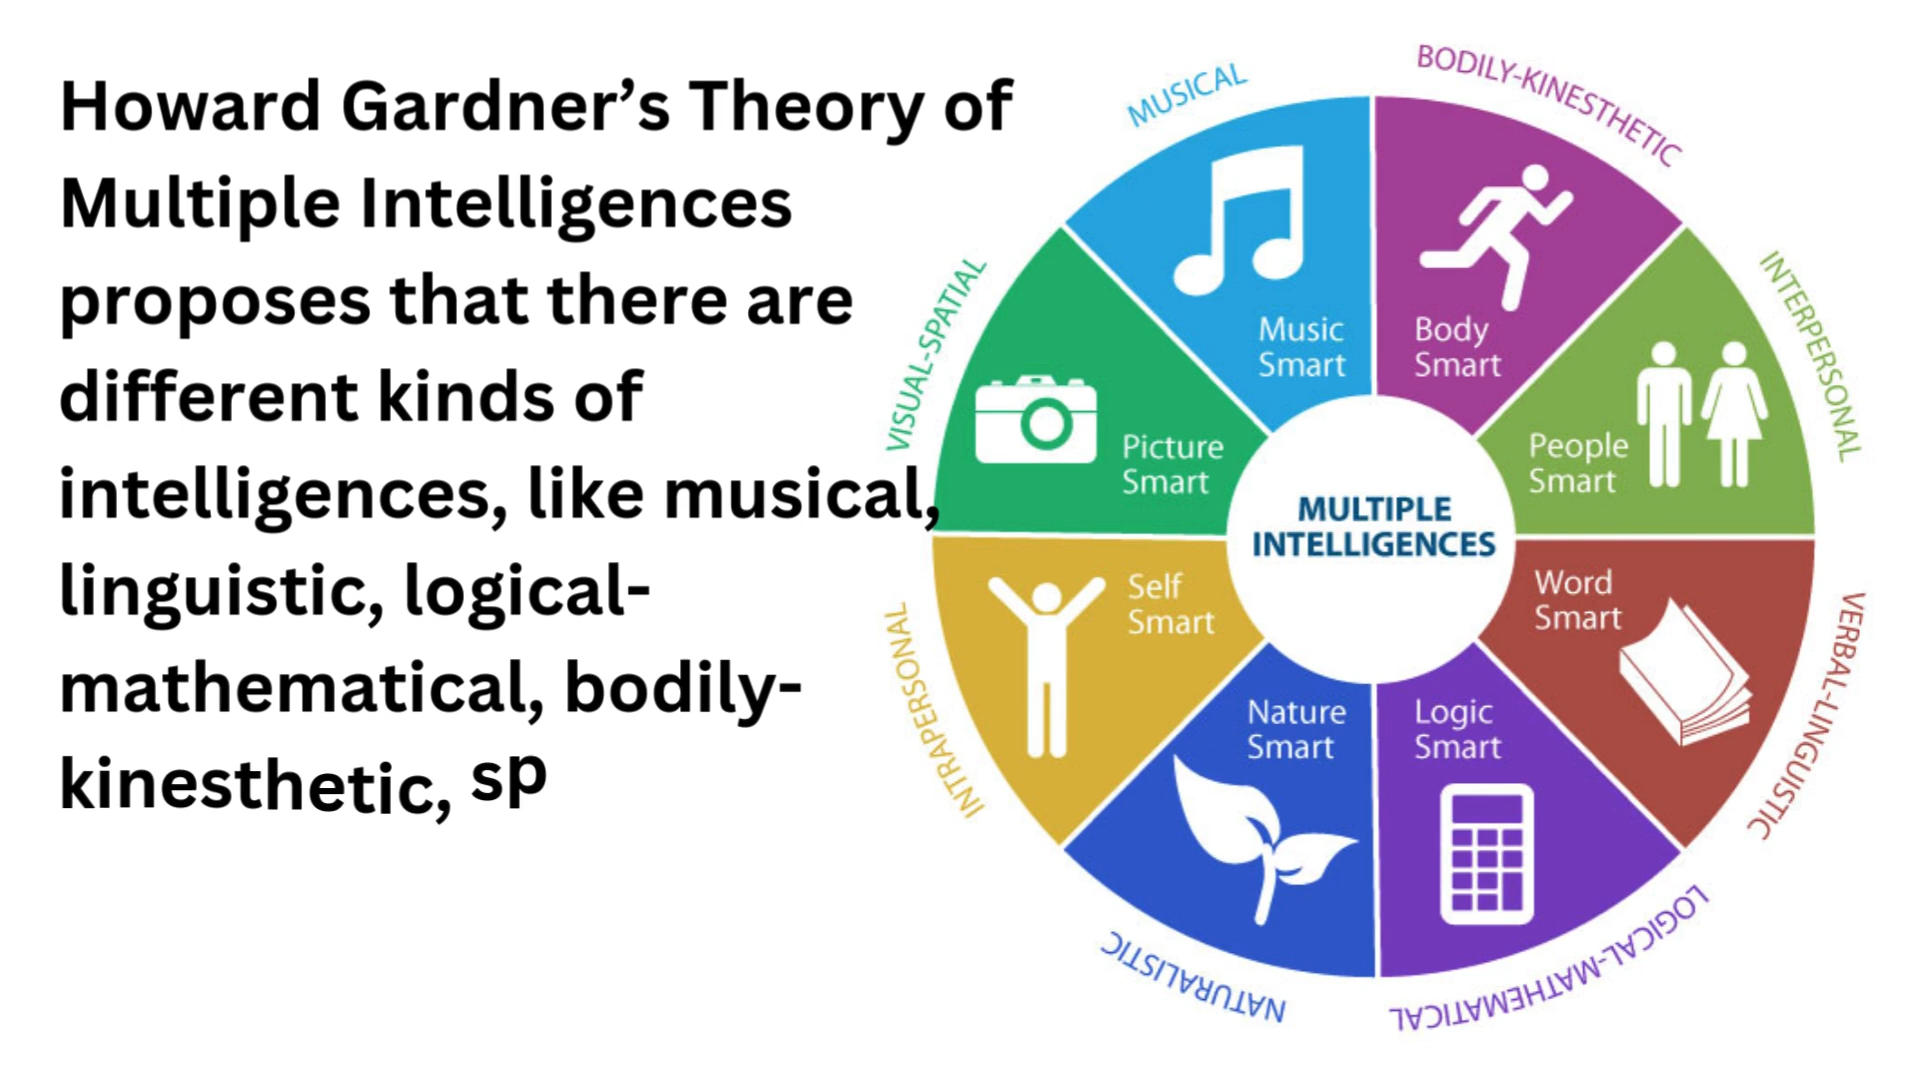 Howard Gardner’s Theory of
Multiple Intelligences
proposes that there are
different kinds of
intelligences, like musical,
linguistic, logical-
mathematical, bodily-
kinesthetic, sp
MUSICAL
BODILY-KINESTHETIC
INTERPERSONAL
VERBAL-LINGUISTIC
LOGICAL-MATHEMATICAL
NATURALISTIC
INTRAPERSONAL
VISUAL-SPATIAL
Music
Smart
Body
Smart
People
Smart
Word
Smart
Logic
Smart
Nature
Smart
Self
Smart
Picture
Smart
MULTIPLE
INTELLIGENCES